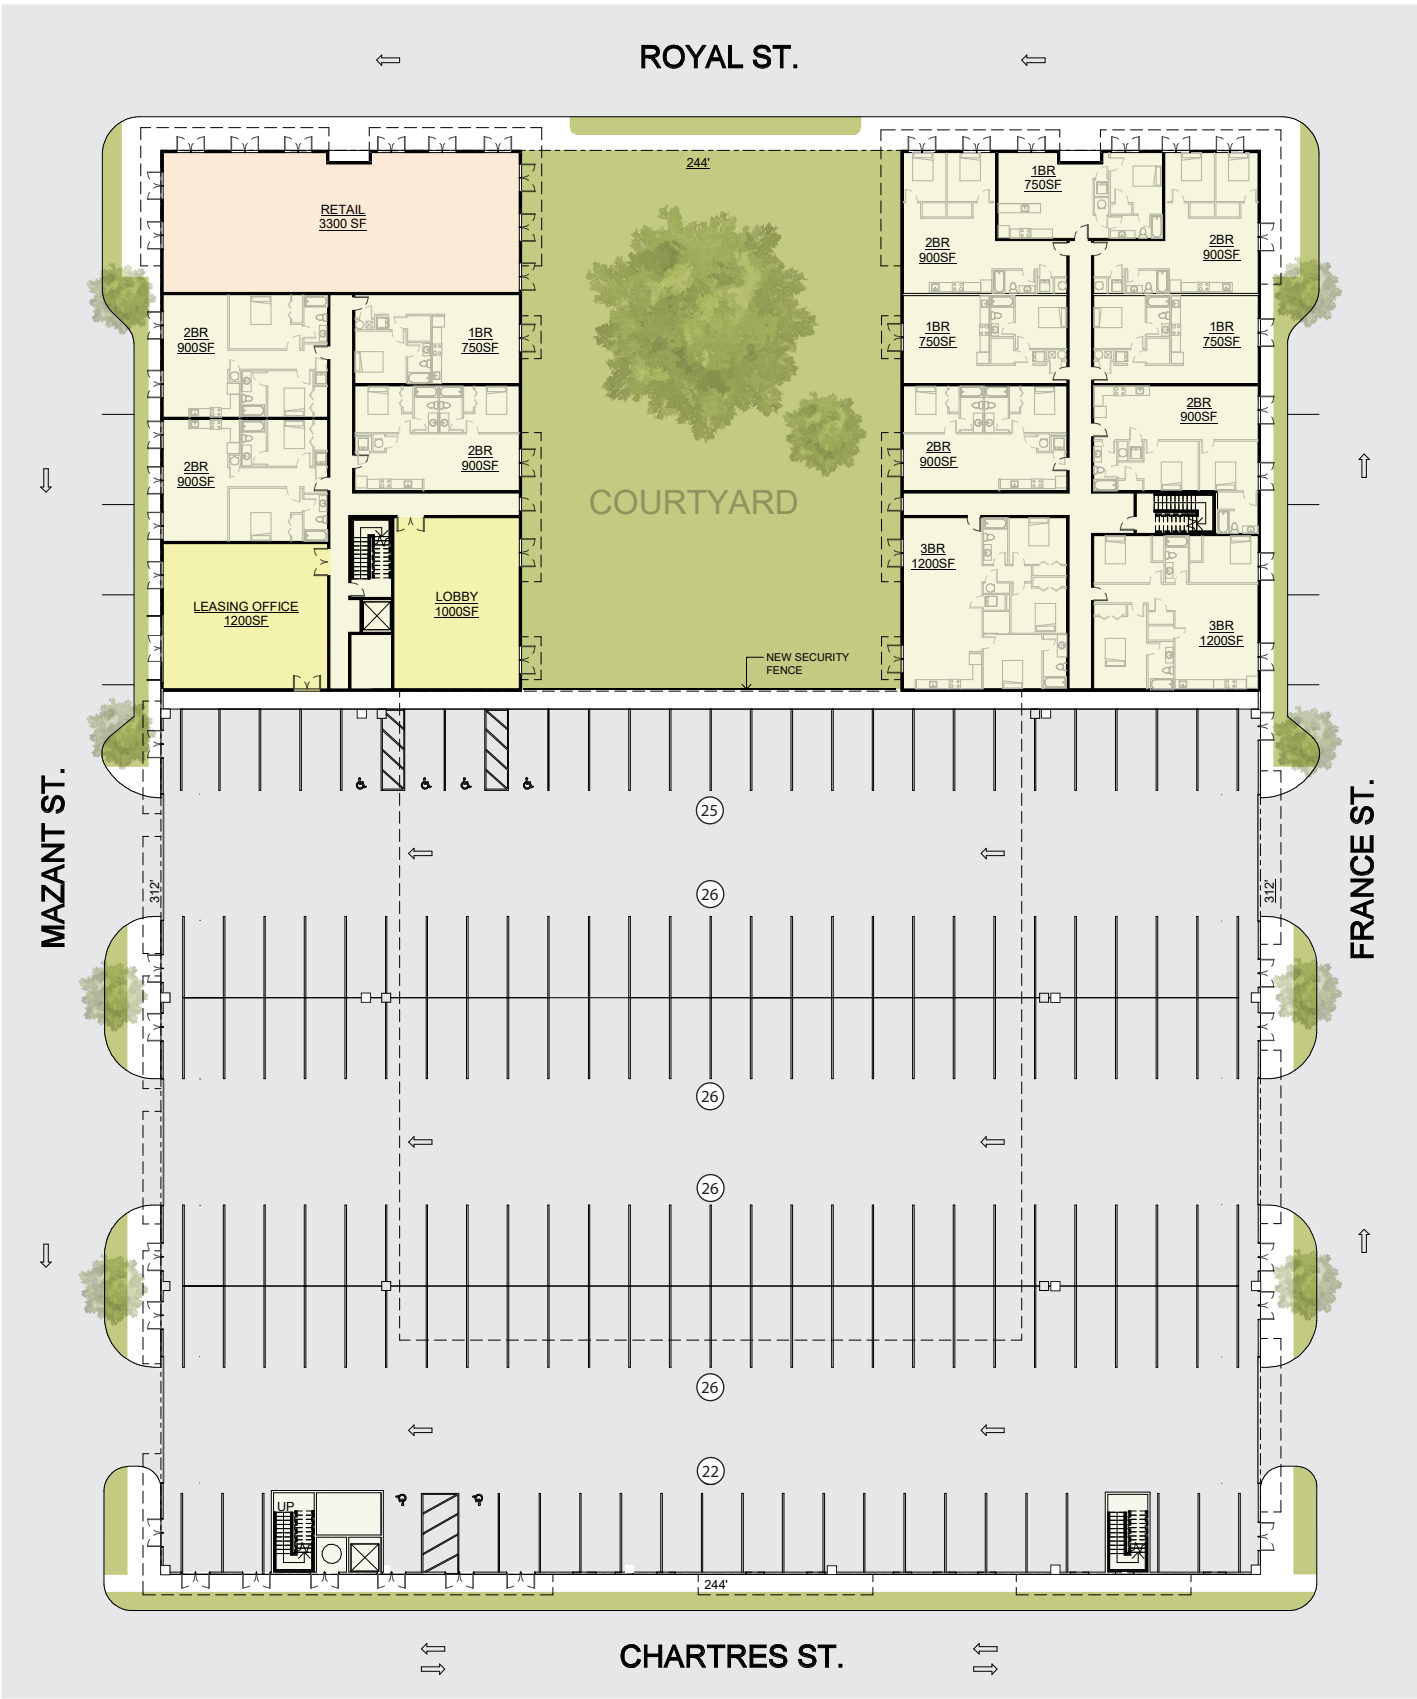 ROYAL ST.
244'
RETAIL
3300 SF
1BR
750SF
2BR
900SF
2BR
900SF
2BR
900SF
1BR
750SF
1BR
750SF
1BR
750SF
2BR
900SF
2BR
900SF
2BR
900SF
2BR
900SF
COURTYARD
3BR
1200SF
LEASING OFFICE
1200SF
LOBBY
1000SF
3BR
1200SF
NEW SECURITY
FENCE
MAZANT ST.
FRANCE ST.
25
312'
312'
26
26
26
26
22
UP
244'
CHARTRES ST.